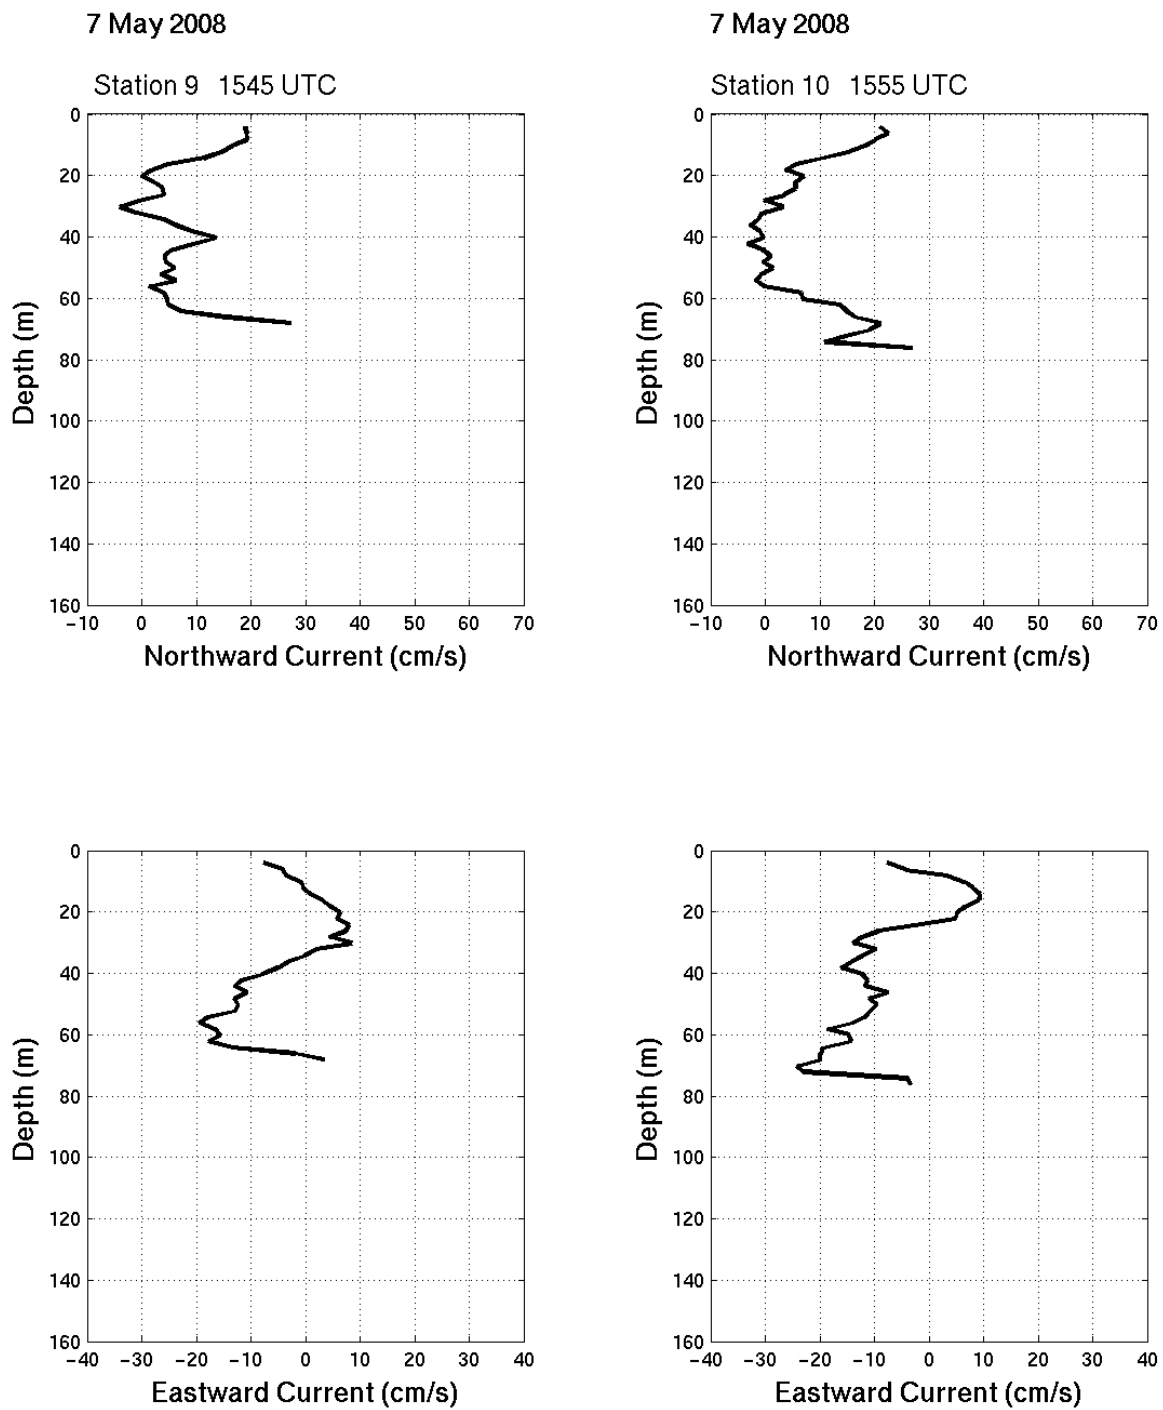 7 May 2008
7 May 2008
Station 9 1545 UTC
Station 10 1555 UTC
0
20
40
60
80
100
120
140
160
Depth (m)
−10 0 10 20 30 40 50 60 70
Northward Current (cm/s)
0
20
40
60
80
100
120
140
160
Depth (m)
−10 0 10 20 30 40 50 60 70
Northward Current (cm/s)
0
20
40
60
80
100
120
140
160
Depth (m)
−40 −30 −20 −10 0 10 20 30 40
Eastward Current (cm/s)
0
20
40
60
80
100
120
140
160
Depth (m)
−40 −30 −20 −10 0 10 20 30 40
Eastward Current (cm/s)